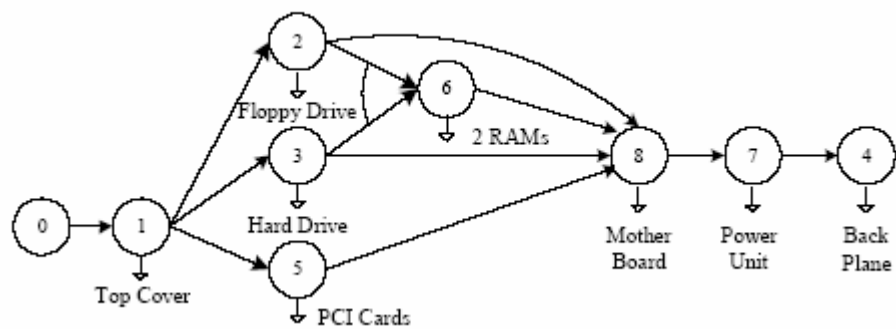 2
6
Floppy Drive
2 RAMs
3
8
7
4
0
1
Hard Drive
Mother
Board
Power
Unit
Back
Plane
5
Top Cover
PCI Cards